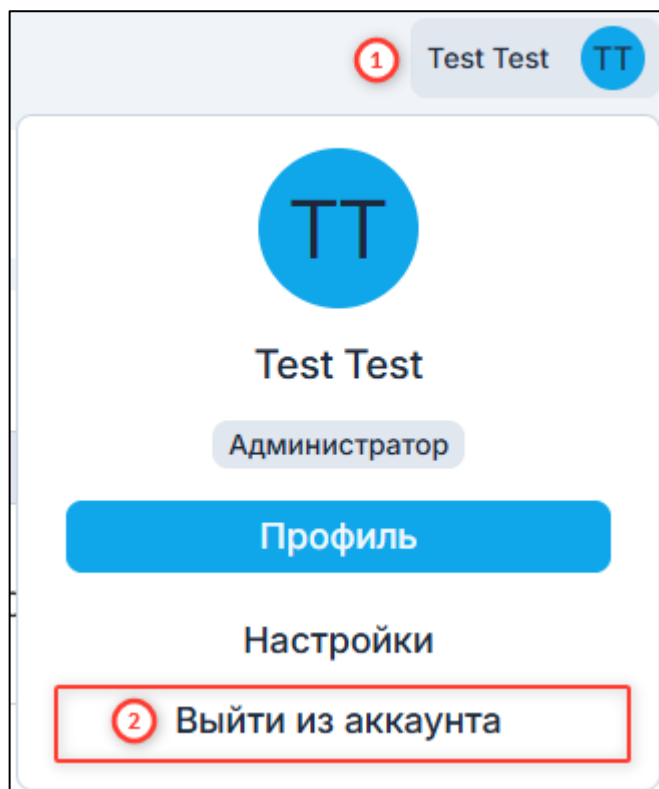 1 Test Test TT
TT
Test Test
Администратор
Профиль
Настройки
2 Выйти из аккаунта